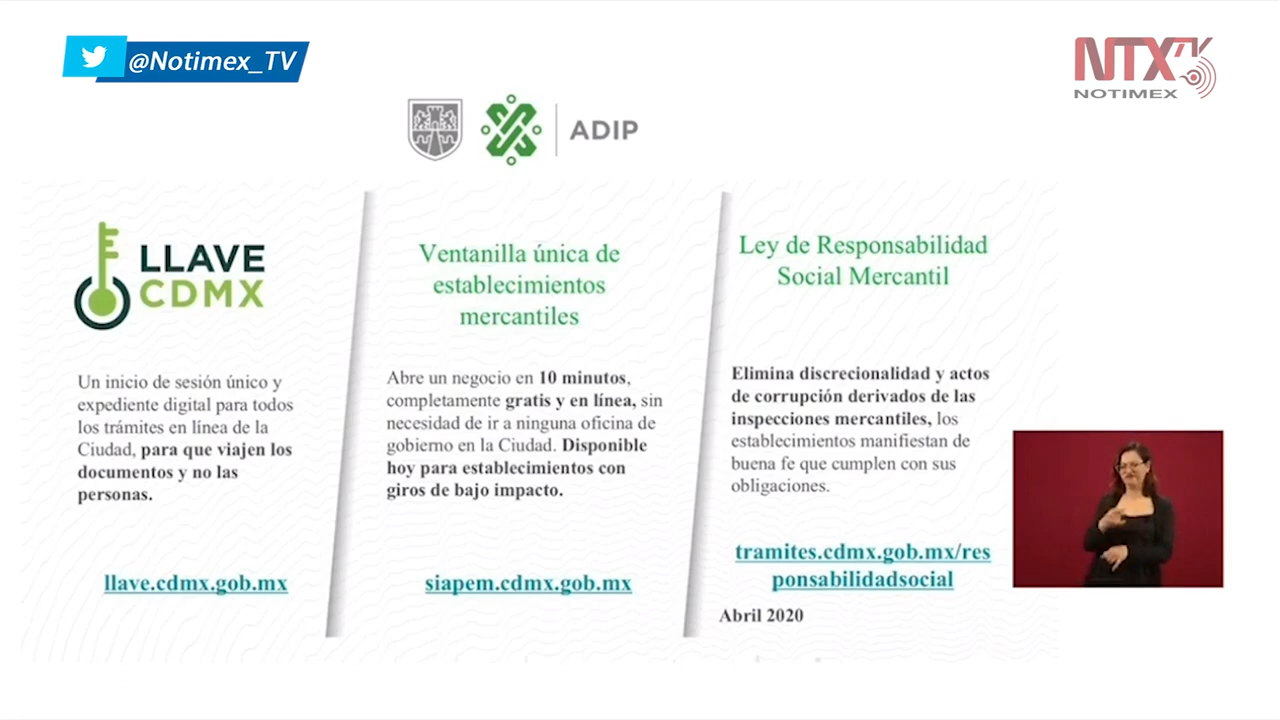 @Notimex_TV
NTX TV
NOTIMEX
ADIP
LLAVE
CDMX
Un inicio de sesión único y
expediente digital para todos
los trámites en línea de la
Ciudad, para que viajen los
documentos y no las
personas.
llave.cdmx.gob.mx
Ventanilla única de
establecimientos
mercantiles
Abre un negocio en 10 minutos,
completamente gratis y en línea, sin
necesidad de ir a ninguna oficina de
gobierno en la Ciudad. Disponible
hoy para establecimientos con
giros de bajo impacto.
siapem.cdmx.gob.mx
Ley de Responsabilidad
Social Mercantil
Elimina discrecionalidad y actos
de corrupción derivados de las
inspecciones mercantiles, los
establecimientos manifiestan de
buena fe que cumplen con sus
obligaciones.
tramites.cdmx.gob.mx/res
ponsabilidadsocial
Abril 2020